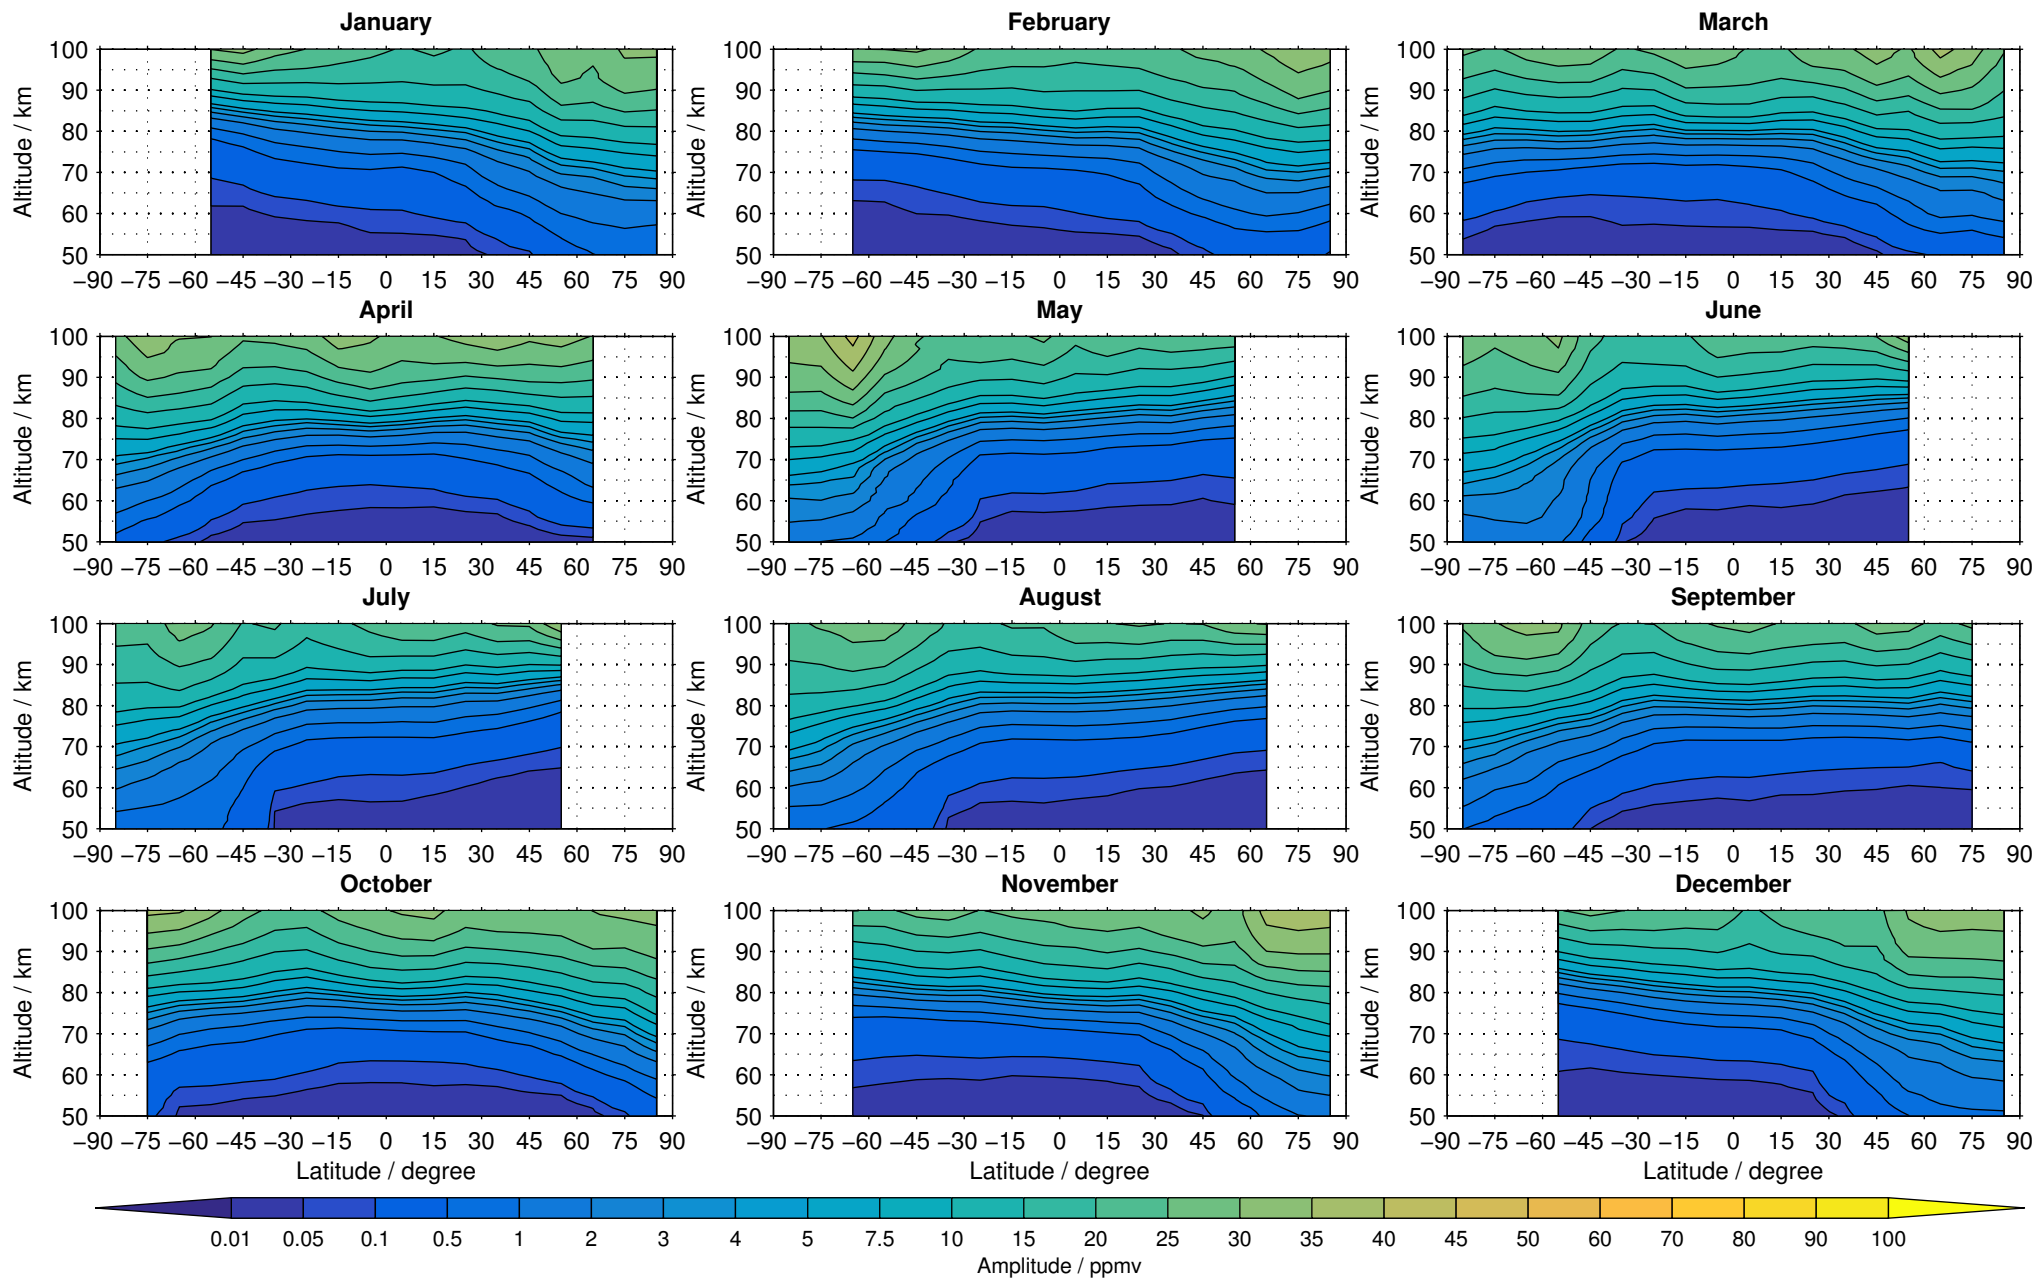 January February March
100 90 80 70 60 50 Altitude / km
−90 −75 −60 −45 −30 −15 0 15 30 45 60 75 90
100 90 80 70 60 50 Altitude / km
−90 −75 −60 −45 −30 −15 0 15 30 45 60 75 90
100 90 80 70 60 50 Altitude / km
−90 −75 −60 −45 −30 −15 0 15 30 45 60 75 90
April May June
100 90 80 70 60 50 Altitude / km
−90 −75 −60 −45 −30 −15 0 15 30 45 60 75 90
100 90 80 70 60 50 Altitude / km
−90 −75 −60 −45 −30 −15 0 15 30 45 60 75 90
100 90 80 70 60 50 Altitude / km
−90 −75 −60 −45 −30 −15 0 15 30 45 60 75 90
July August September
100 90 80 70 60 50 Altitude / km
−90 −75 −60 −45 −30 −15 0 15 30 45 60 75 90
100 90 80 70 60 50 Altitude / km
−90 −75 −60 −45 −30 −15 0 15 30 45 60 75 90
100 90 80 70 60 50 Altitude / km
−90 −75 −60 −45 −30 −15 0 15 30 45 60 75 90
October November December
100 90 80 70 60 50 Altitude / km
−90 −75 −60 −45 −30 −15 0 15 30 45 60 75 90
100 90 80 70 60 50 Altitude / km
−90 −75 −60 −45 −30 −15 0 15 30 45 60 75 90
100 90 80 70 60 50 Altitude / km
−90 −75 −60 −45 −30 −15 0 15 30 45 60 75 90
Latitude / degree Latitude / degree Latitude / degree
0.01 0.05 0.1 0.5 1 2 3 4 5 7.5 10 15 20 25 30 35 40 45 50 60 70 80 90 100
Amplitude / ppmv